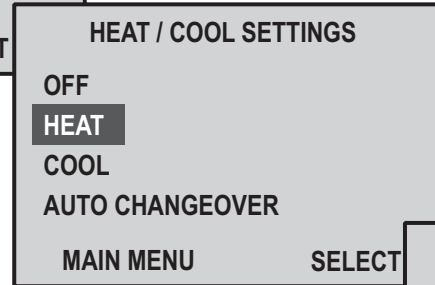 HEAT / COOL SETTINGS
OFF
HEAT
COOL
AUTO CHANGEOVER
MAIN MENU SELECT